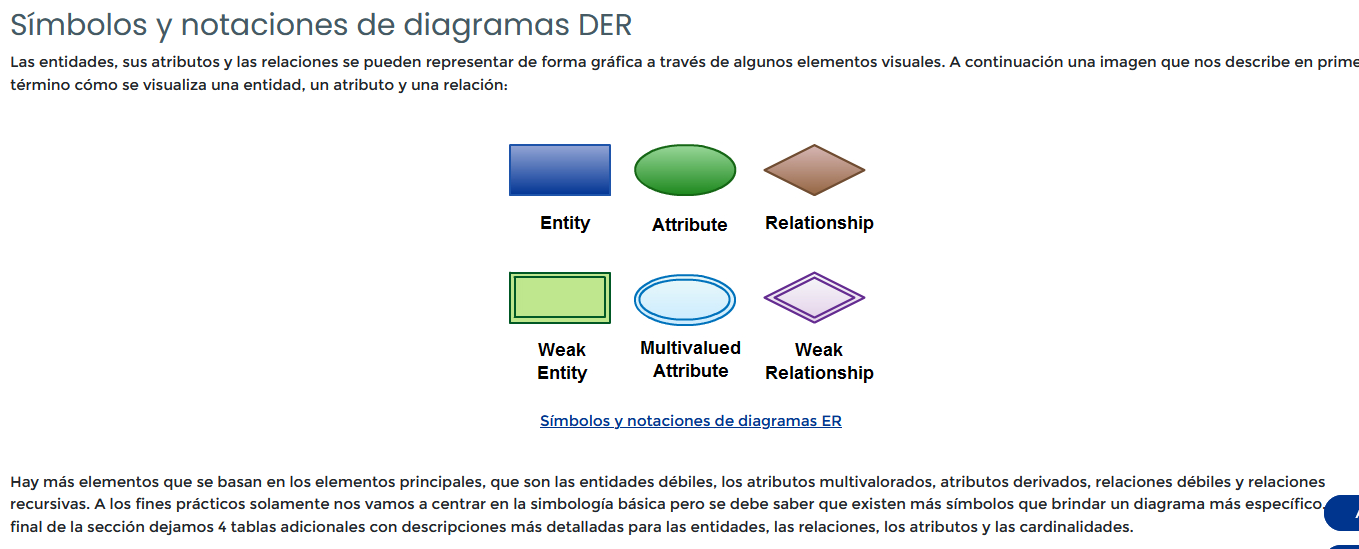 Símbolos y notaciones de diagramas DER
Las entidades, sus atributos y las relaciones se pueden representar de forma gráfica a través de algunos elementos visuales. A continuación una imagen que nos describe en prime
término cómo se visualiza una entidad, un atributo y una relación:
Entity Attribute Relationship
Weak Multivalued Weak
Entity Attribute Relationship
Símbolos y notaciones de diagramas ER
Hay más elementos que se basan en los elementos principales, que son las entidades débiles, los atributos multivalorados, atributos derivados, relaciones débiles y relaciones
recursivas. A los fines prácticos solamente nos vamos a centrar en la simbología básica pero se debe saber que existen más símbolos que brindar un diagrama más específico.
final de la sección dejamos 4 tablas adicionales con descripciones más detalladas para las entidades, las relaciones, los atributos y las cardinalidades.